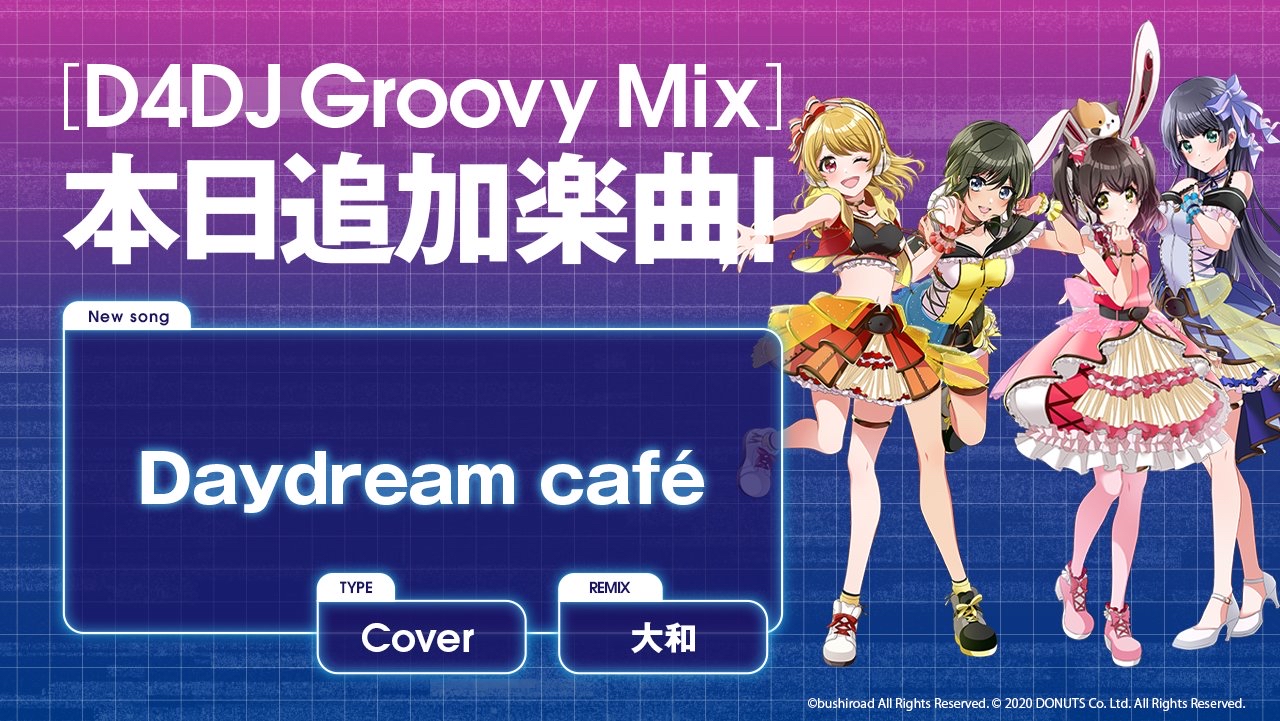 [D4DJ Groovy Mix]
本日追加楽曲!
New song
Daydream café
TYPE
Cover
REMIX
大和
©bushiroad All Rights Reserved. © 2020 DONUTS Co. Ltd. All Rights Reserved.